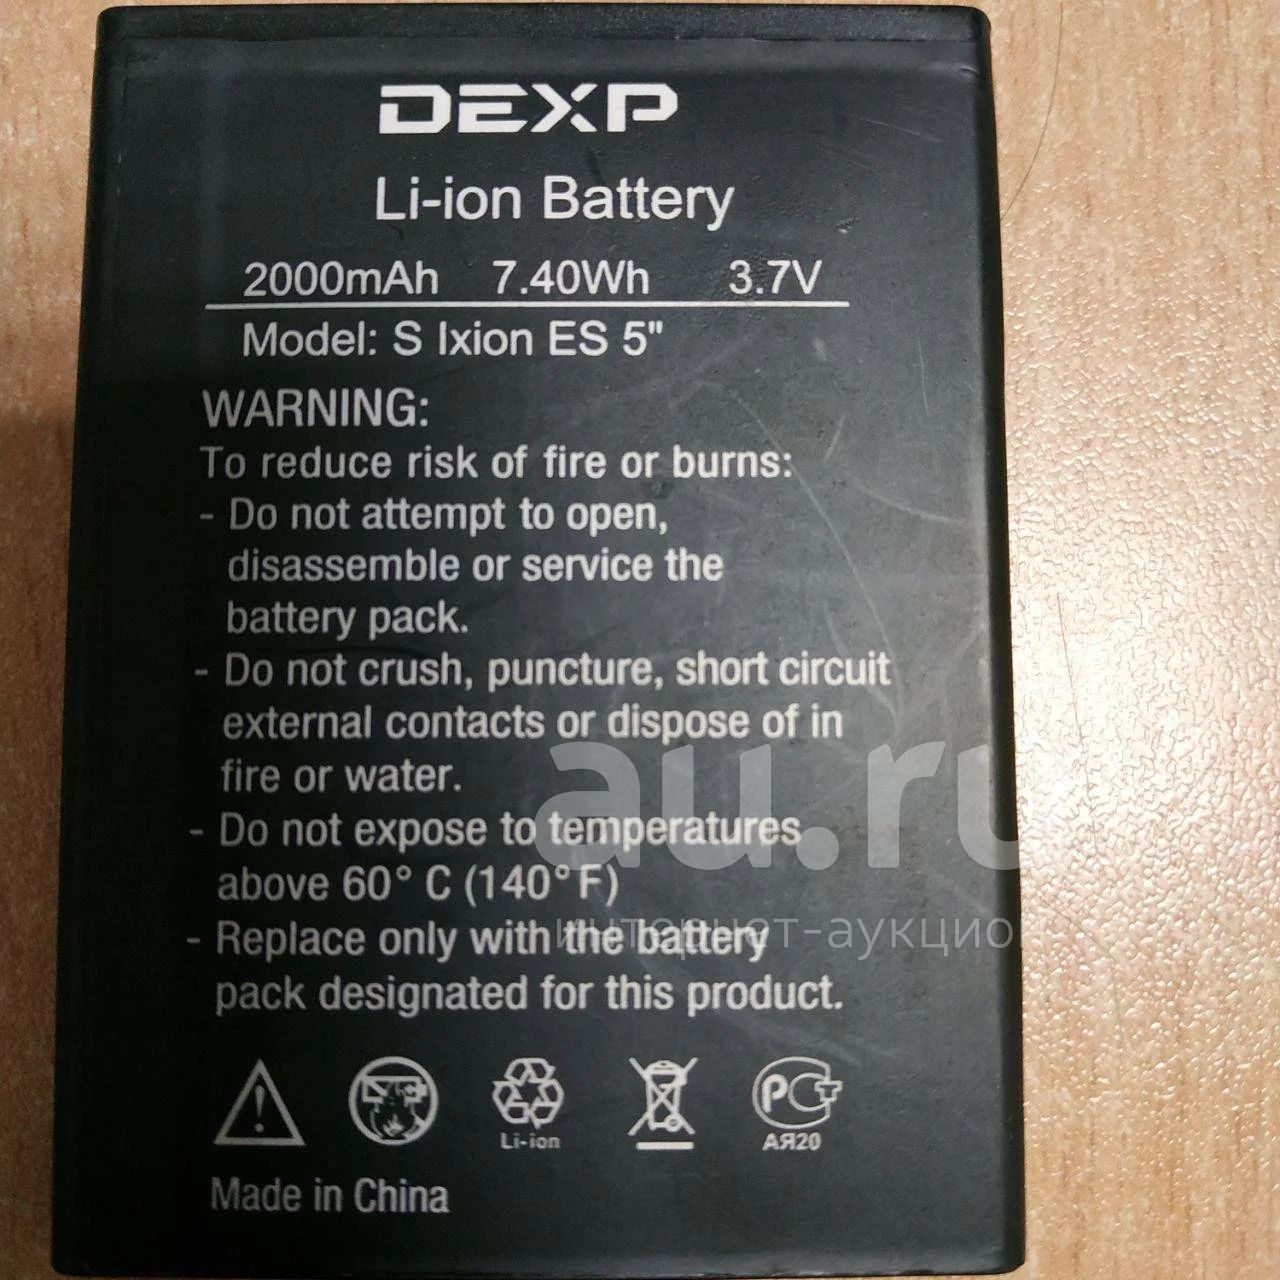 DEXP
Li-ion Battery
2000mAh 7.40Wh 3.7V
Model: S Ixion ES 5"
WARNING:
To reduce risk of fire or burns:
- Do not attempt to open,
disassemble or service the
battery pack.
- Do not crush, puncture, short circuit
external contacts or dispose of in
fire or water.
- Do not expose to temperatures
above 60° C (140° F)
- Replace only with the battery
pack designated for this product.
Li-ion
РСТ
АЯ20
Made in China
au.ru
интернет-аукцион